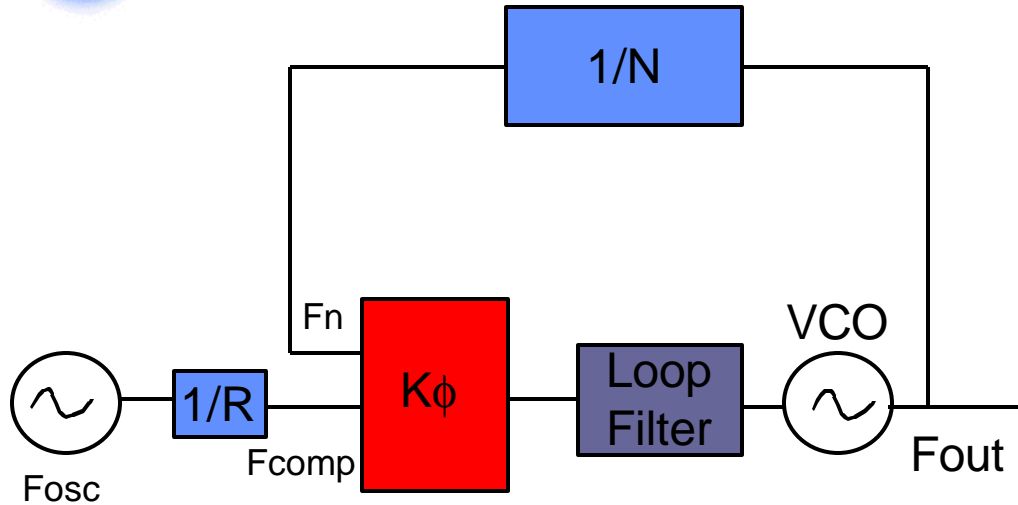 1/N
Fn
VCO
Kϕ
Loop
Filter
1/R
Fcomp
Fout
Fosc